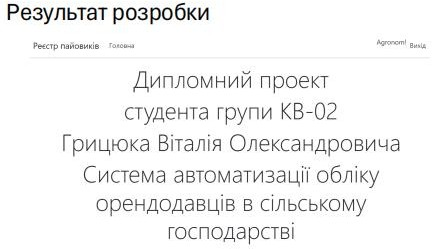 Результат розробки
Реєстр пайовиків Головна Agronom! Вихід
Дипломний проект
студента групи КВ-02
Грицюка Віталія Олександровича
Система автоматизації обліку
орендодавців в сільському
господарстві